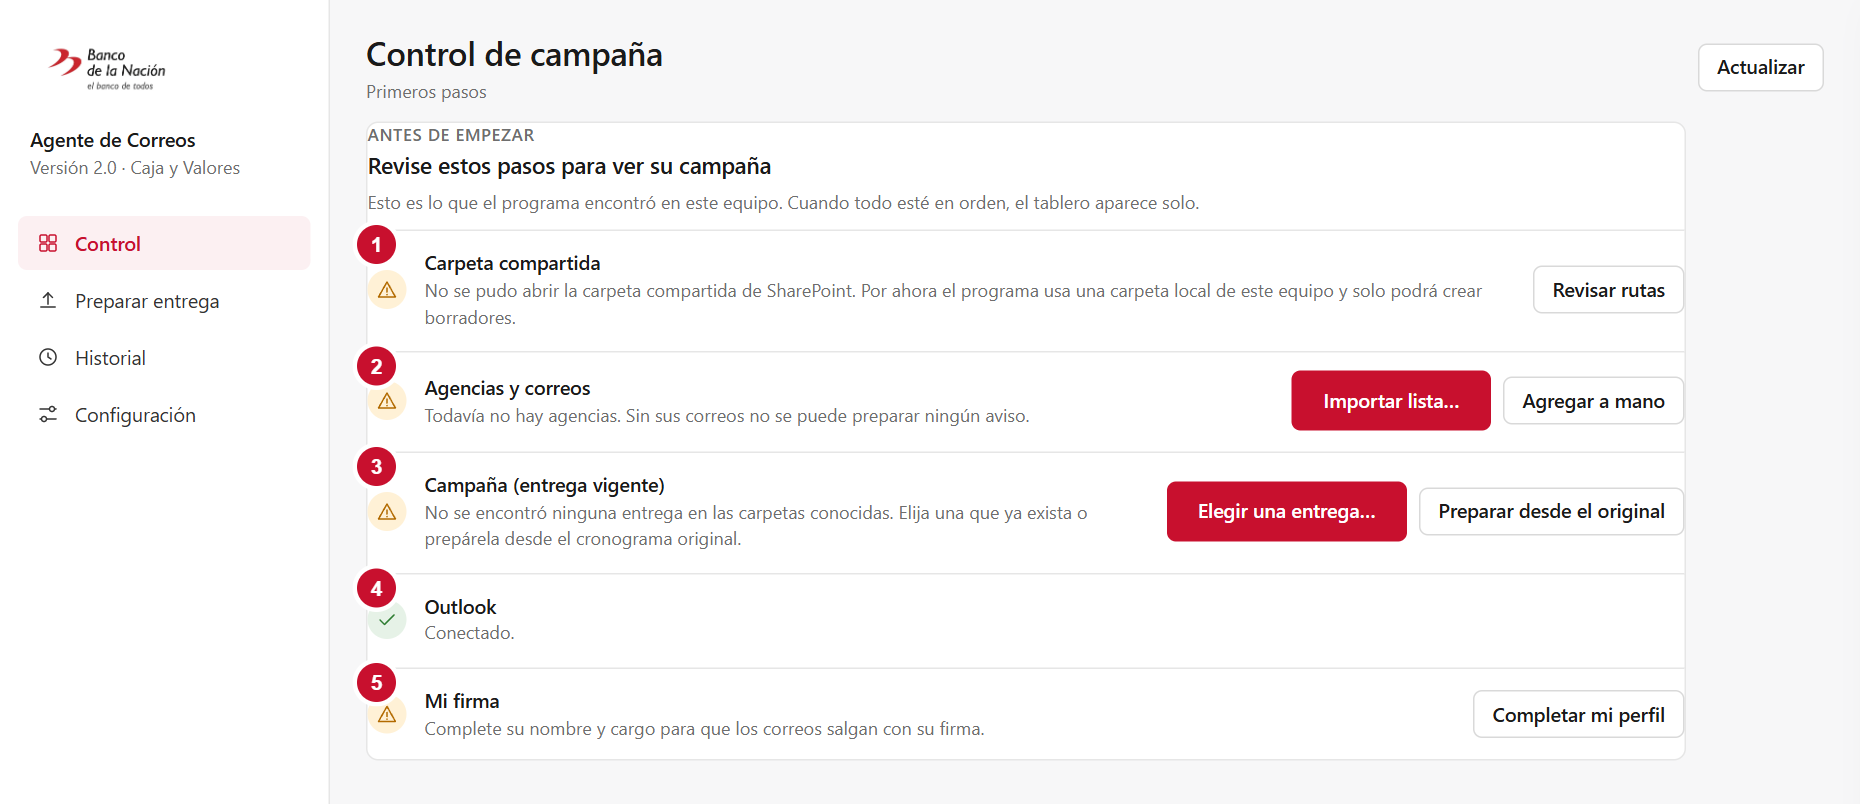 Banco
de la Nación
el banco de todos
Agente de Correos
Versión 2.0 · Caja y Valores
Control
Preparar entrega
Historial
Configuración
Control de campaña
Primeros pasos
Actualizar
ANTES DE EMPEZAR
Revise estos pasos para ver su campaña
Esto es lo que el programa encontró en este equipo. Cuando todo esté en orden, el tablero aparece solo.
1
Carpeta compartida
No se pudo abrir la carpeta compartida de SharePoint. Por ahora el programa usa una carpeta local de este equipo y solo podrá crear
borradores.
Revisar rutas
2
Agencias y correos
Todavía no hay agencias. Sin sus correos no se puede preparar ningún aviso.
Importar lista...
Agregar a mano
3
Campaña (entrega vigente)
No se encontró ninguna entrega en las carpetas conocidas. Elija una que ya exista o
prepárela desde el cronograma original.
Elegir una entrega...
Preparar desde el original
4
Outlook
Conectado.
5
Mi firma
Complete su nombre y cargo para que los correos salgan con su firma.
Completar mi perfil